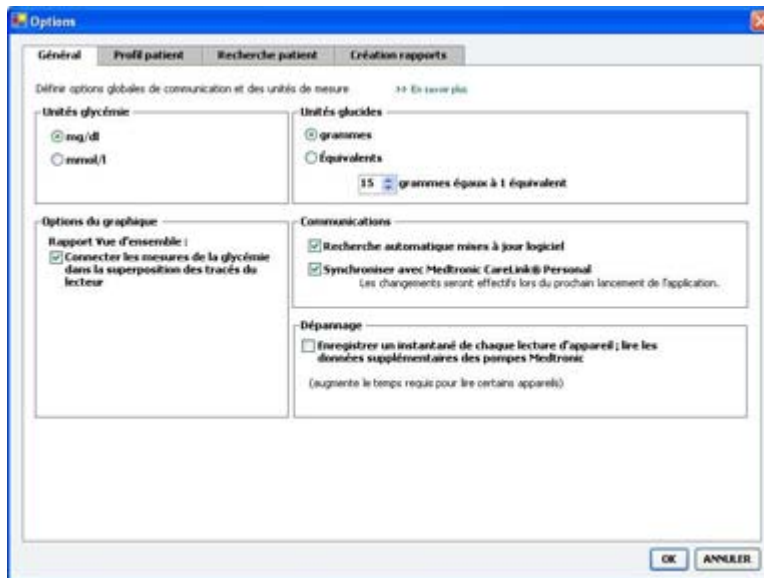 Options
Général
Profil patient
Recherche patient
Création rapports
Définir options globales de communication et des unités de mesure
>> En savoir plus
Unités glycémie
mg/dl
mmol/l
Unités glucides
grammes
Équivalents
15 grammes égaux à 1 équivalent
Options du graphique
Rapport Vue d'ensemble :
Connecter les mesures de la glycémie
dans la superposition des tracés du
lecteur
Communications
Recherche automatique mises à jour logiciel
Synchroniser avec Medtronic CareLink® Personal
Les changements seront effectifs lors du prochain lancement de l'application.
Dépannage
Enregistrer un instantané de chaque lecture d'appareil ; lire les
données supplémentaires des pompes Medtronic
(augmente le temps requis pour lire certains appareils)
OK
ANNULER